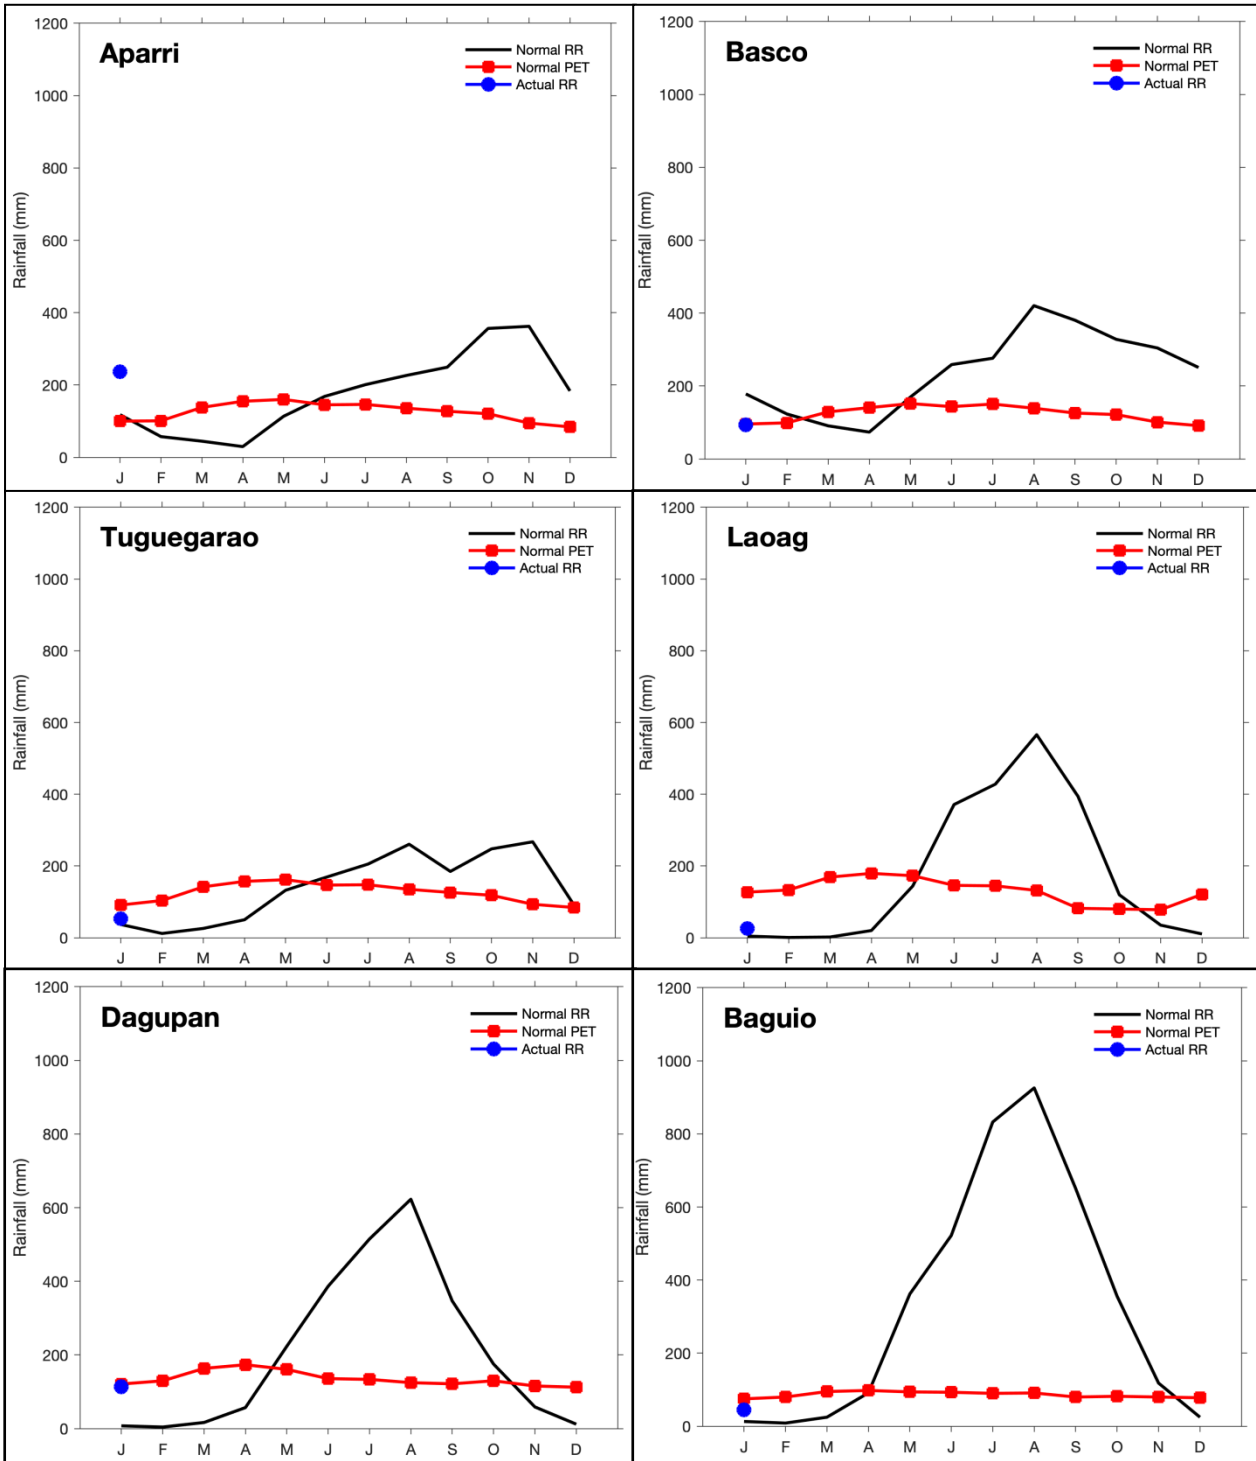 Aparri
Normal RR
Normal PET
Actual RR
1200
1000
800
600
400
200
0
Rainfall (mm)
J F M A M J J A S O N D
Basco
Normal RR
Normal PET
Actual RR
1200
1000
800
600
400
200
0
Rainfall (mm)
J F M A M J J A S O N D
Tuguegarao
Normal RR
Normal PET
Actual RR
1200
1000
800
600
400
200
0
Rainfall (mm)
J F M A M J J A S O N D
Laoag
Normal RR
Normal PET
Actual RR
1200
1000
800
600
400
200
0
Rainfall (mm)
J F M A M J J A S O N D
Dagupan
Normal RR
Normal PET
Actual RR
1200
1000
800
600
400
200
0
Rainfall (mm)
J F M A M J J A S O N D
Baguio
Normal RR
Normal PET
Actual RR
1200
1000
800
600
400
200
0
Rainfall (mm)
J F M A M J J A S O N D